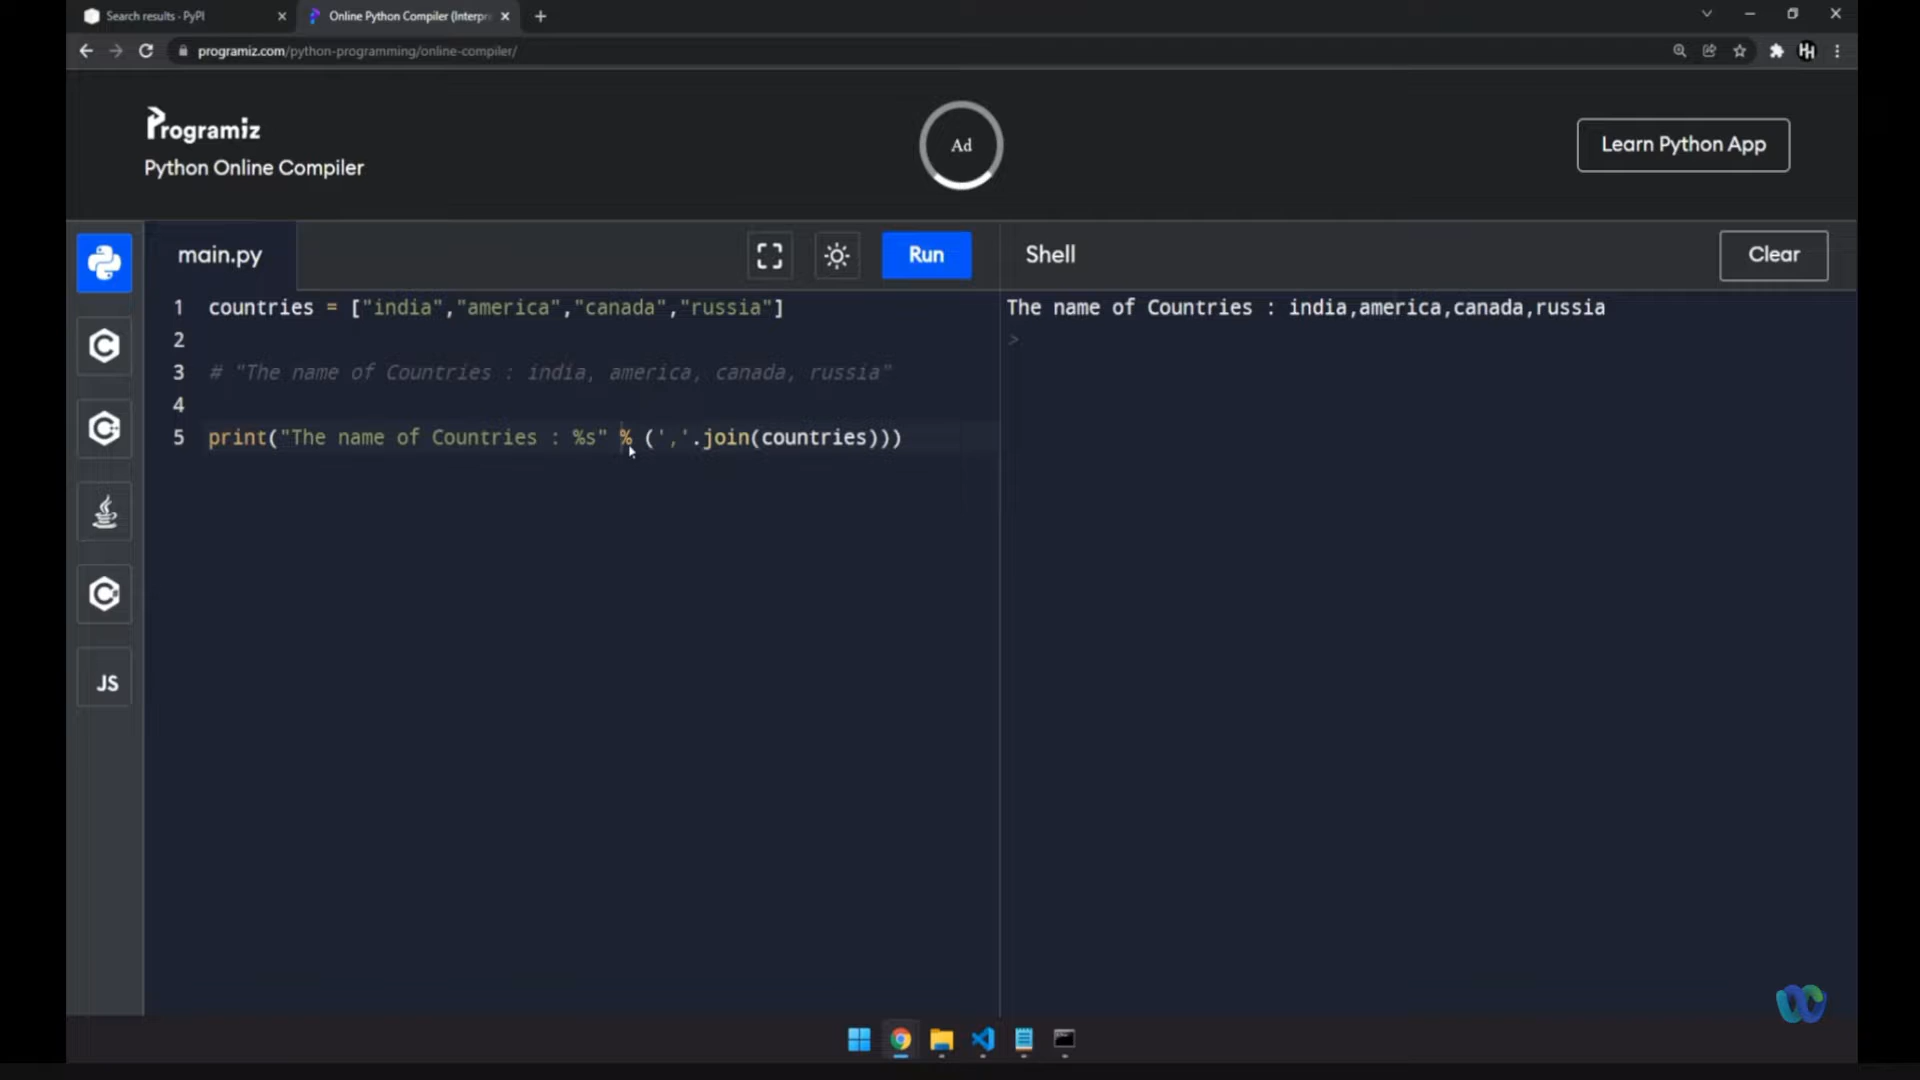 Search results · PyPI
Online Python Compiler (Interpr
programiz.com/python-programming/online-compiler/
Programiz
Python Online Compiler
Ad
Learn Python App
main.py
Run
Shell
Clear
1 countries = ["india","america","canada","russia"]
2
3 # "The name of Countries : india, america, canada, russia"
4
5 print("The name of Countries : %s" % (','.join(countries)))
The name of Countries : india,america,canada,russia
>
JS